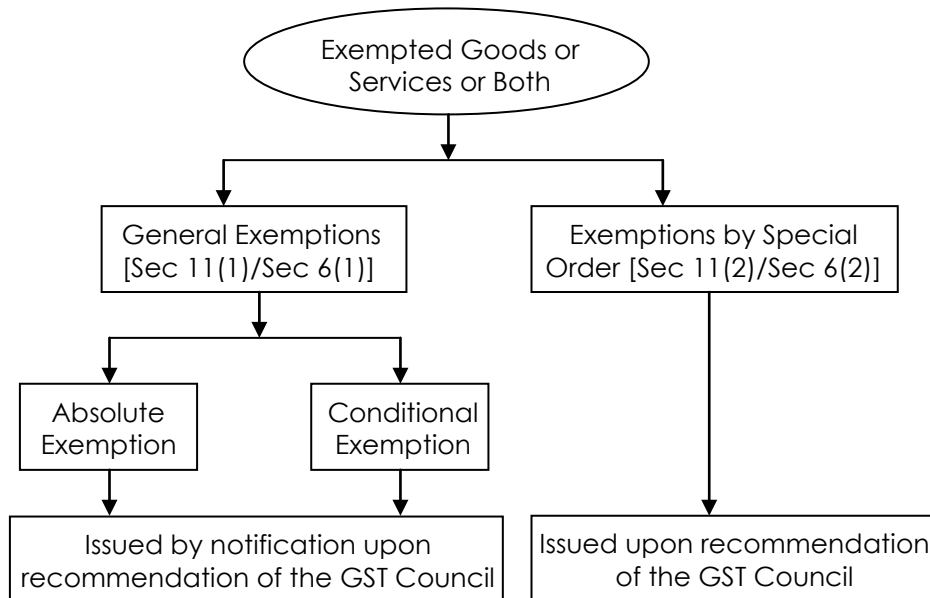 Exempted Goods or
Services or Both
General Exemptions
[Sec 11(1)/Sec 6(1)]
Exemptions by Special
Order [Sec 11(2)/Sec 6(2)]
Absolute
Exemption
Conditional
Exemption
Issued by notification upon
recommendation of the GST Council
Issued upon recommendation
of the GST Council